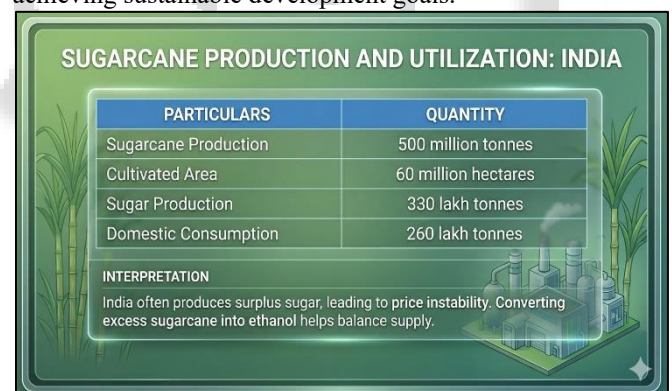 achieving sustainable development goals.
SUGARCANE PRODUCTION AND UTILIZATION: INDIA
PARTICULARS QUANTITY
Sugarcane Production 500 million tonnes
Cultivated Area 60 million hectares
Sugar Production 330 lakh tonnes
Domestic Consumption 260 lakh tonnes
INTERPRETATION
India often produces surplus sugar, leading to price instability. Converting
excess sugarcane into ethanol helps balance supply.